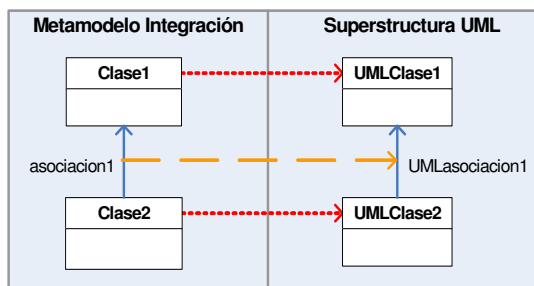 Metamodelo Integración
Superstructura UML
Clase1
UMLClase1
asociacion1
UMLasociacion1
Clase2
UMLClase2